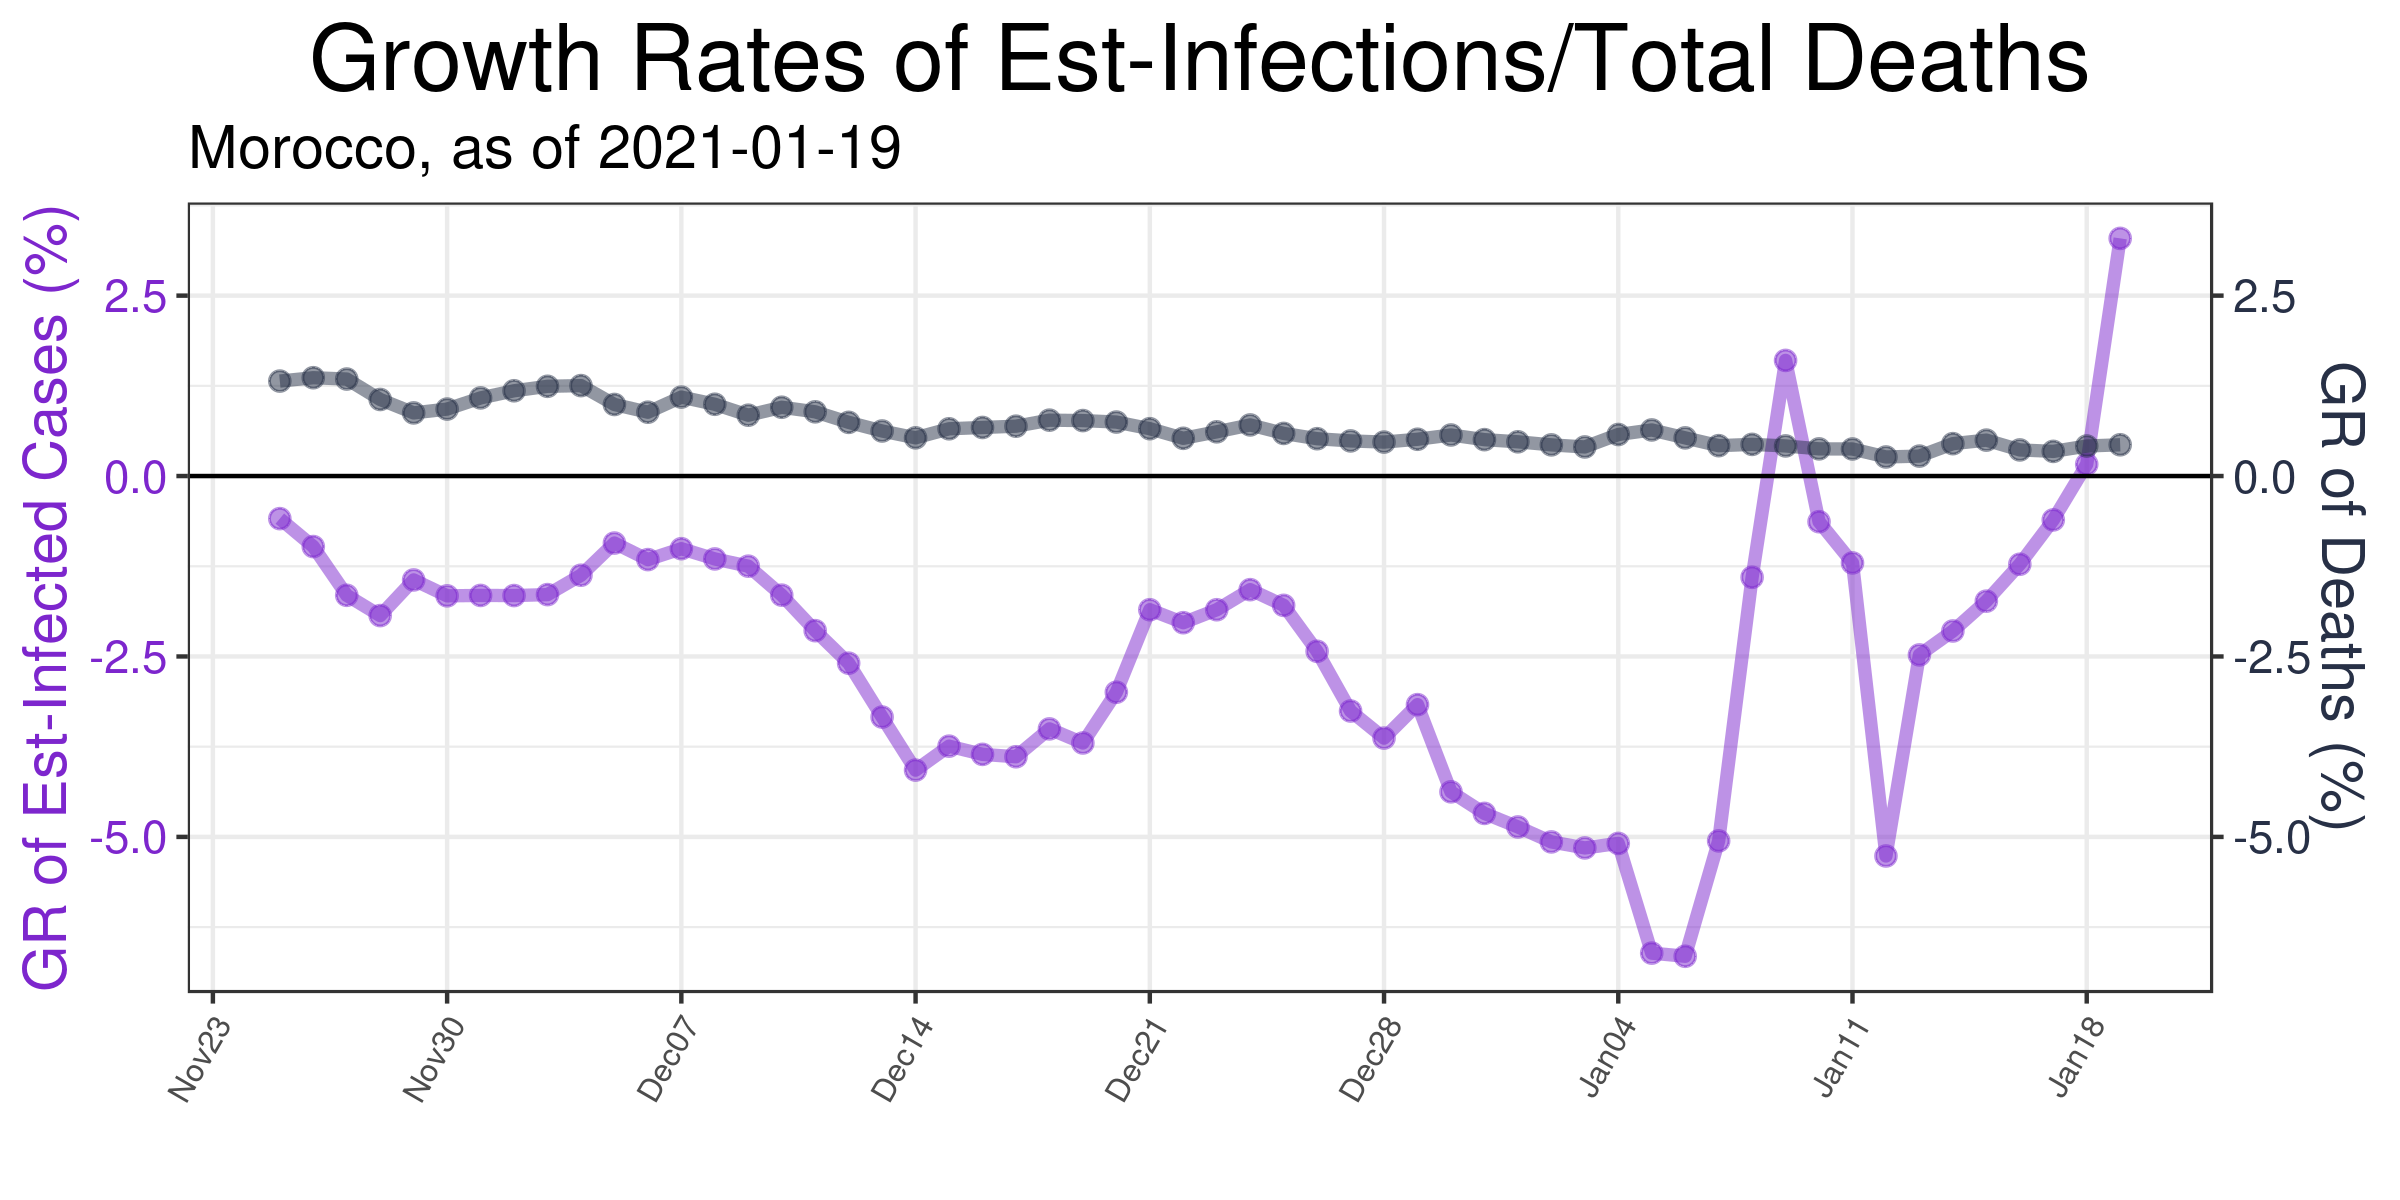 Growth Rates of Est-Infections/Total Deaths
Morocco, as of 2021-01-19
GR of Est-Infected Cases (%)
2.5
0.0
-2.5
-5.0
2.5
0.0
-2.5
-5.0
GR of Deaths (%)
Nov23
Nov30
Dec07
Dec14
Dec21
Dec28
Jan04
Jan11
Jan18